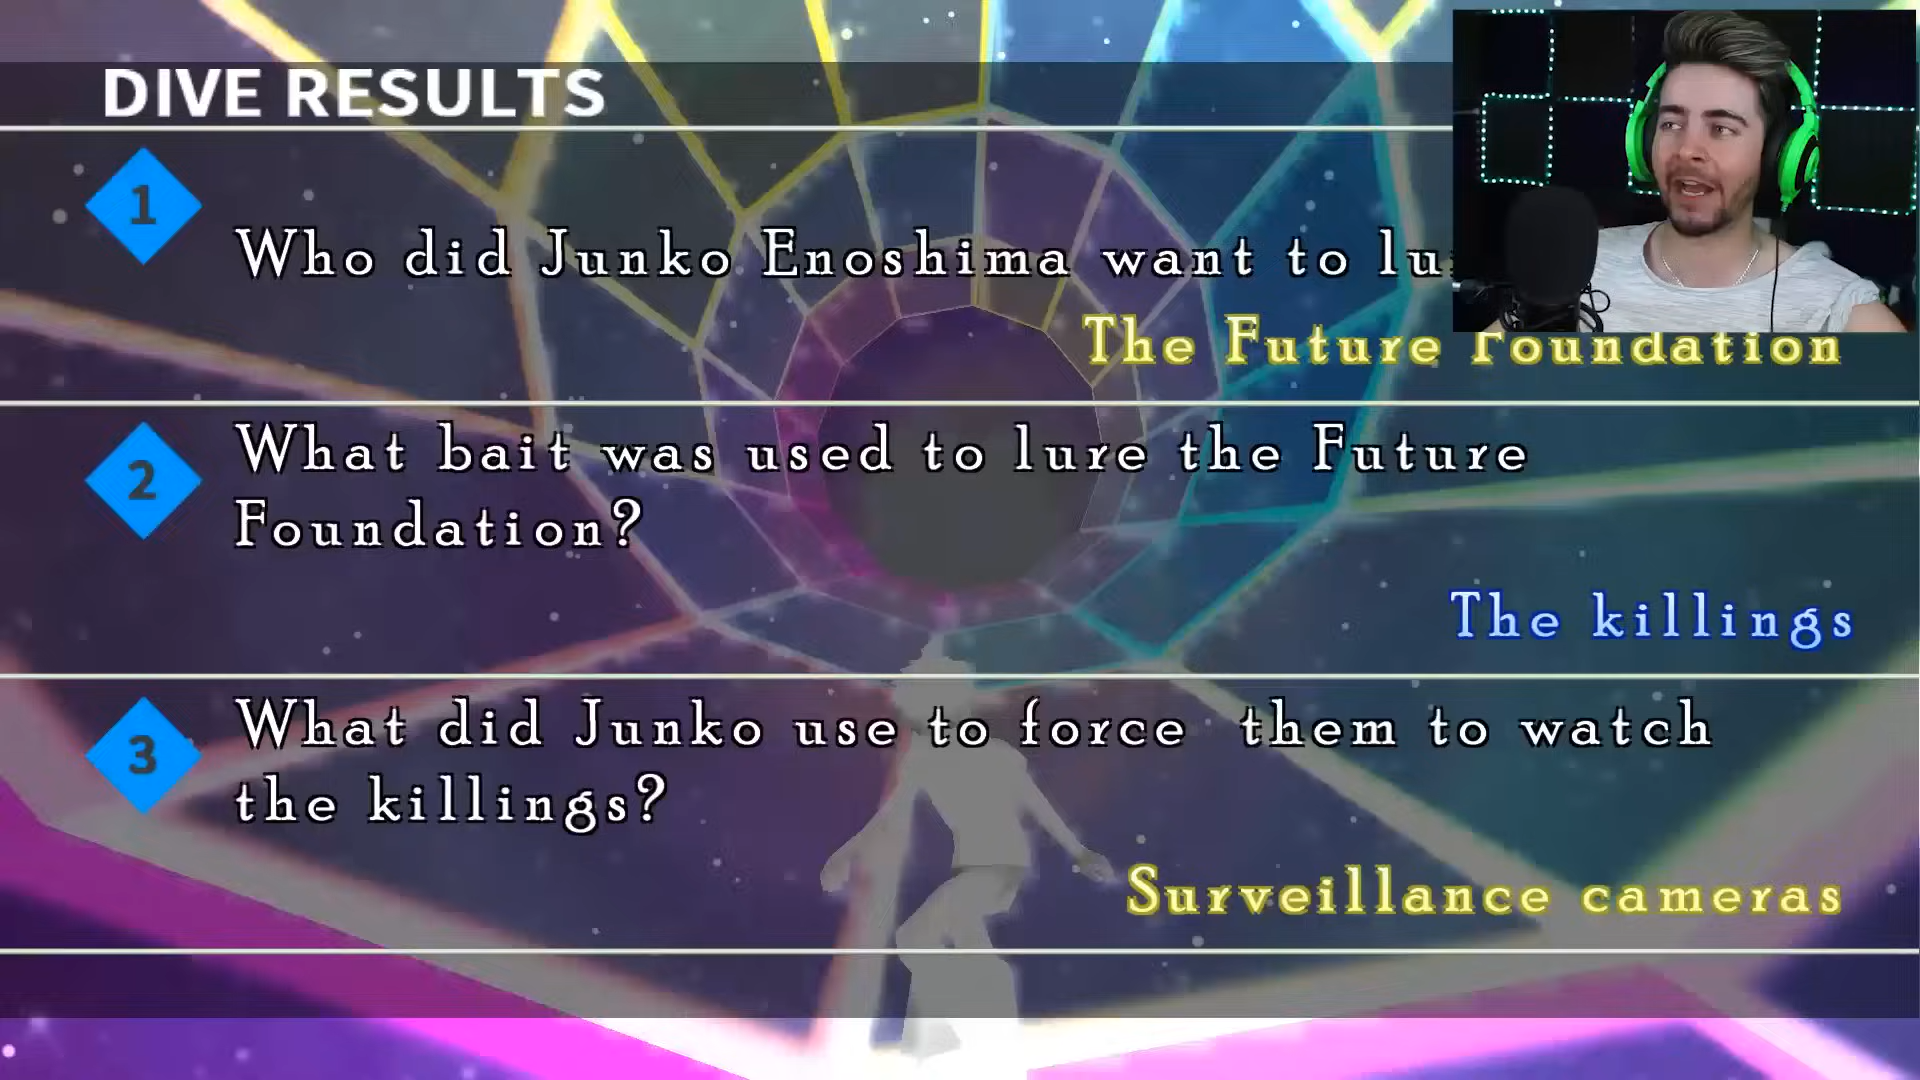 DIVE RESULTS
1
Who did Junko Enoshima want to
The Future Foundation
2
What bait was used to lure the Future
Foundation?
The killings
3
What did Junko use to force them to watch
the killings?
Surveillance cameras